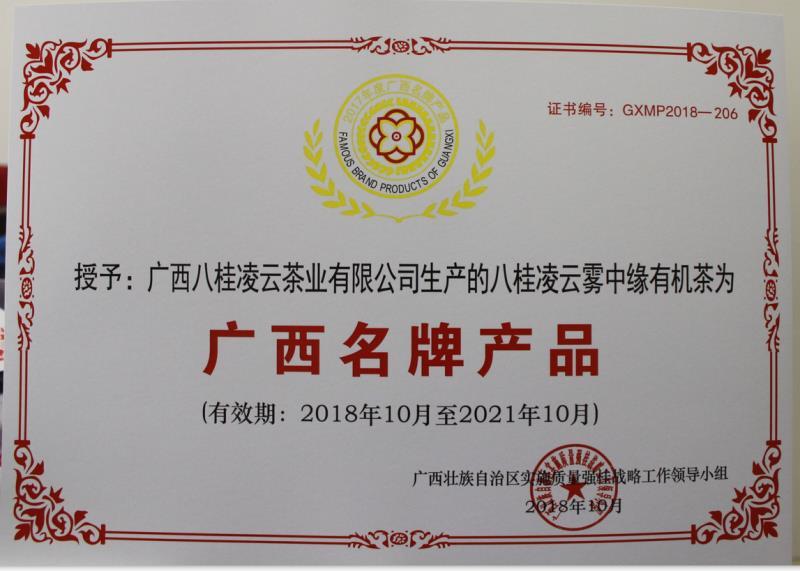 2017年度广西名牌产品
FAMOUS BRAND PRODUCTS OF GUANGXI
证书编号：GXMP2018—206
授予：广西八桂凌云茶业有限公司生产的八桂凌云雾中缘有机茶为
广西名牌产品
(有效期：2018年10月至2021年10月)
广西壮族自治区实施质量强桂战略工作领导小组
2018年10月